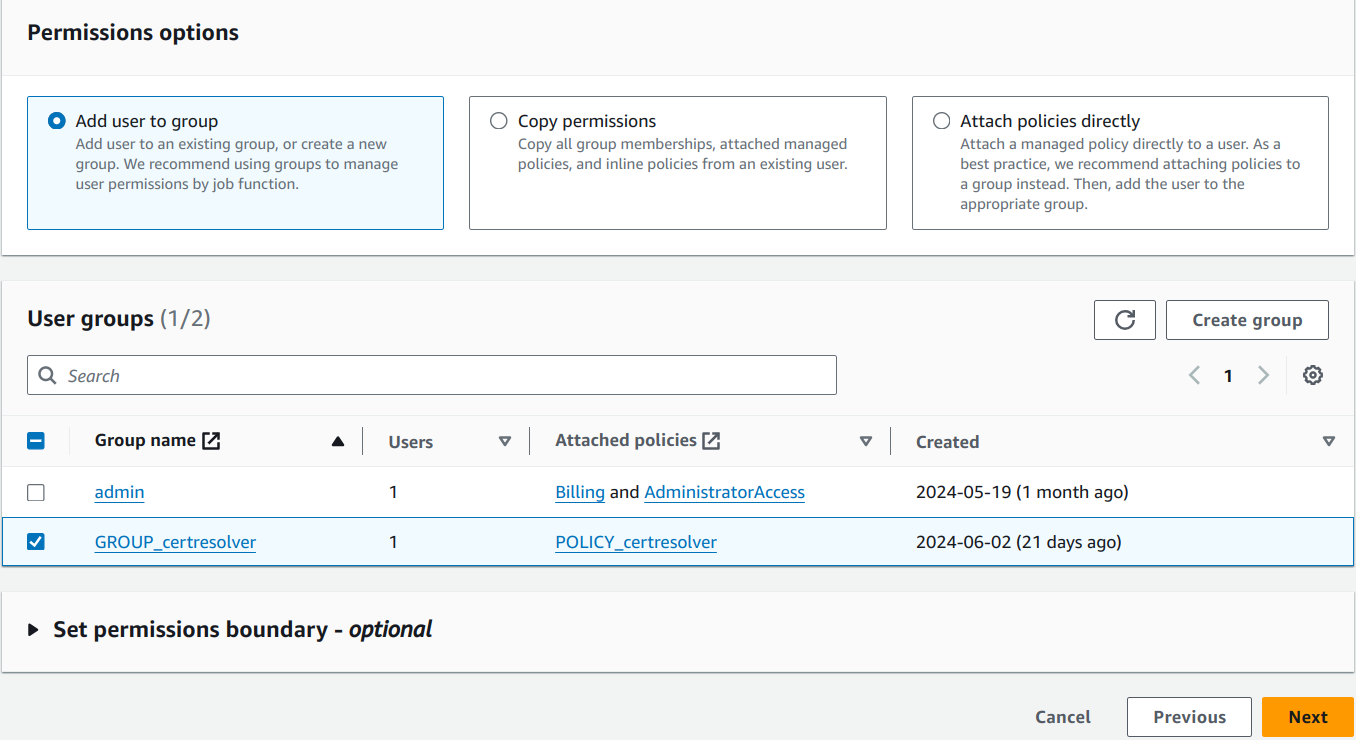 Permissions options
Add user to group
Add user to an existing group, or create a new
group. We recommend using groups to manage
user permissions by job function.
Copy permissions
Copy all group memberships, attached managed
policies, and inline policies from an existing user.
Attach policies directly
Attach a managed policy directly to a user. As a
best practice, we recommend attaching policies to
a group instead. Then, add the user to the
appropriate group.
User groups (1/2)
Create group
Search
1
Group name Users Attached policies Created
admin 1 Billing and AdministratorAccess 2024-05-19 (1 month ago)
GROUP_certresolver 1 POLICY_certresolver 2024-06-02 (21 days ago)
Set permissions boundary - optional
Cancel Previous Next